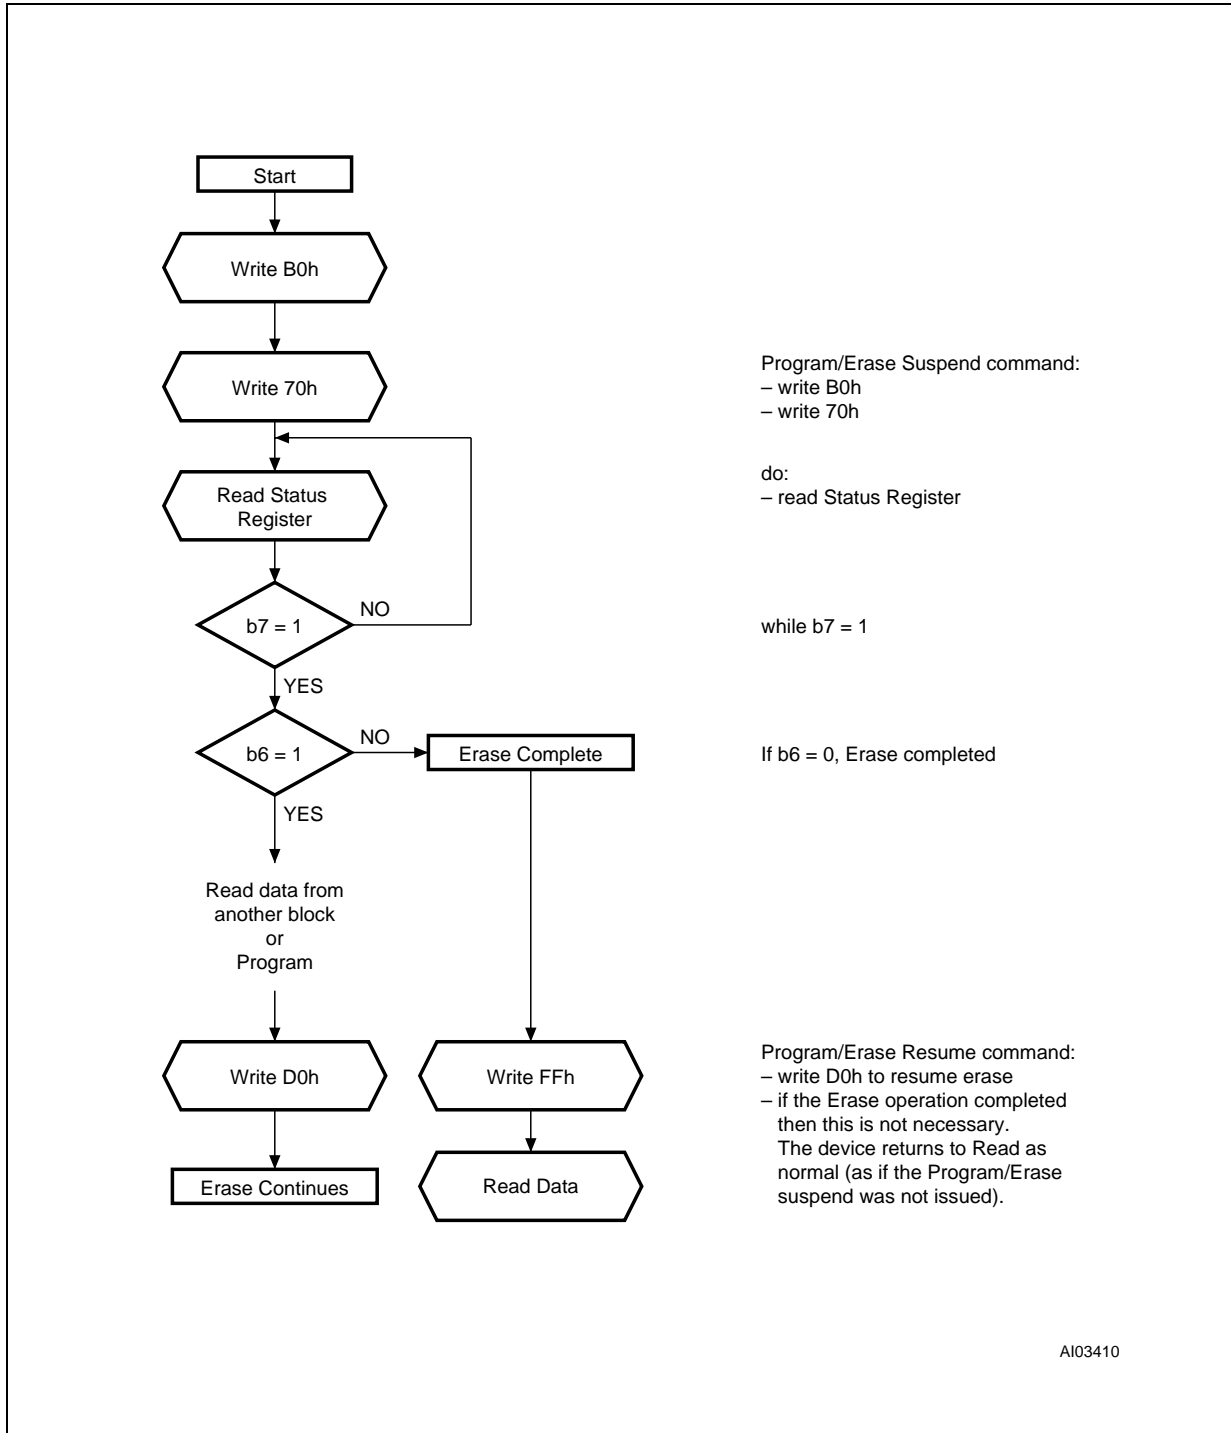 Start
Write B0h
Write 70h
Program/Erase Suspend command:
– write B0h
– write 70h
Read Status
Register
do:
– read Status Register
b7 = 1
NO
while b7 = 1
YES
b6 = 1
NO
Erase Complete
If b6 = 0, Erase completed
YES
Read data from
another block
or
Program
Write D0h
Write FFh
Program/Erase Resume command:
– write D0h to resume erase
– if the Erase operation completed
then this is not necessary.
The device returns to Read as
normal (as if the Program/Erase
suspend was not issued).
Erase Continues
Read Data
AI03410